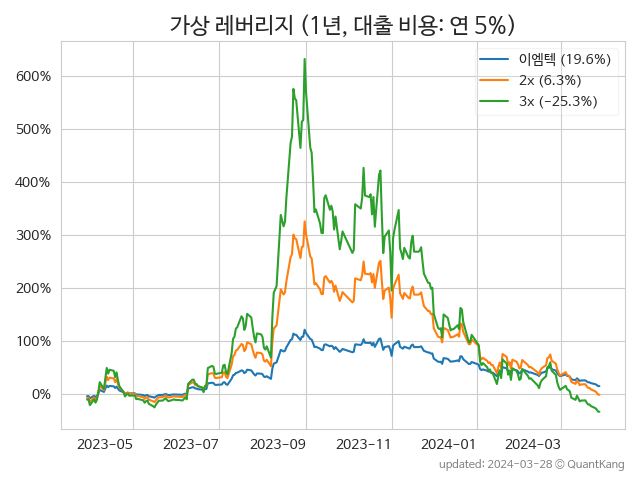 가상 레버리지 (1년, 대출 비용: 연 5%)
이엠텍 (19.6%)
2x (6.3%)
3x (−25.3%)
600%
500%
400%
300%
200%
100%
0%
2023-05 2023-07 2023-09 2023-11 2024-01 2024-03
updated: 2024-03-28 © QuantKang